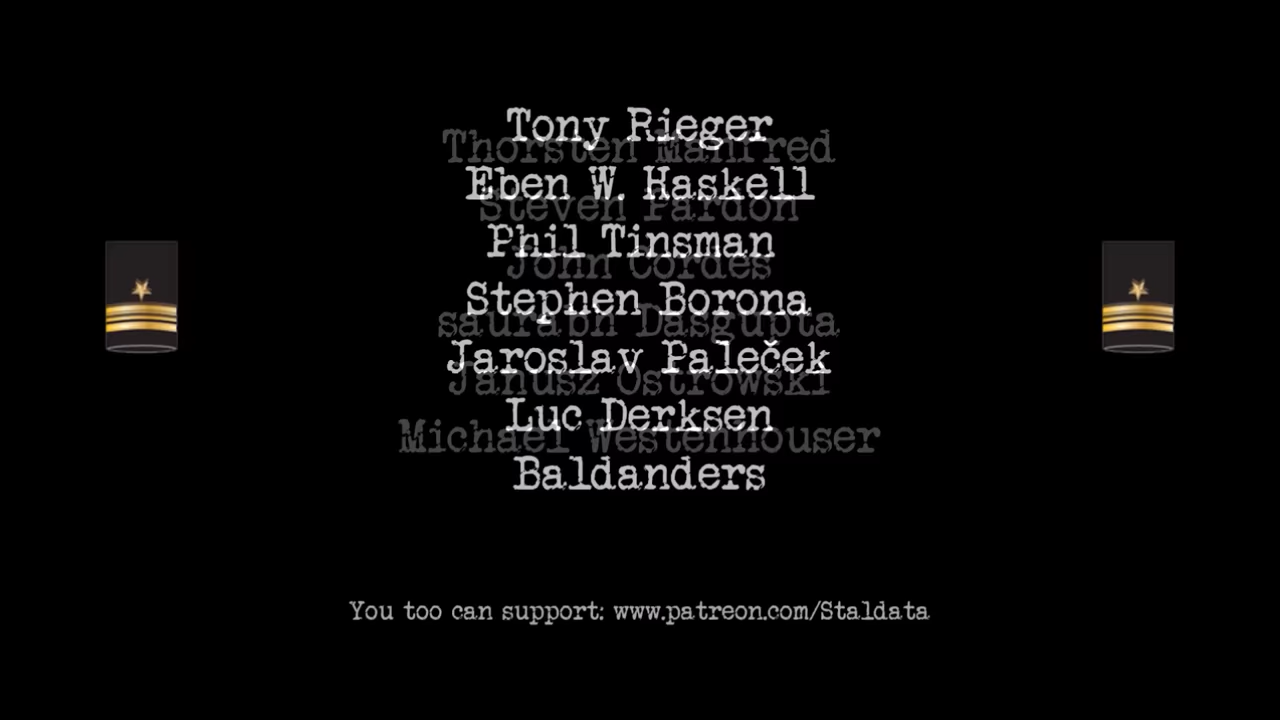 Tony Rieger
Thorsten Manfred
Eben W. Haskell
Steven Pardon
Phil Tinsman
John Cordes
Stephen Borona
saurabh Dasgupta
Jaroslav Paleček
Janusz Ostrowski
Luc Derksen
Michael Westenhouser
Baldanders
You too can support: www.patreon.com/Staldata